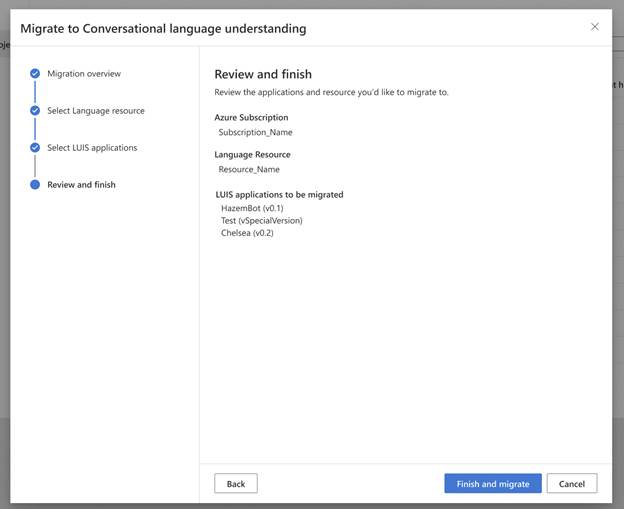 Migrate to Conversational language understanding
Migration overview
Select Language resource
Select LUIS applications
Review and finish
Review and finish
Review the applications and resource you'd like to migrate to.
Azure Subscription
Subscription_Name
Language Resource
Resource_Name
LUIS applications to be migrated
HazemBot (v0.1)
Test (vSpecialVersion)
Chelsea (v0.2)
Back
Finish and migrate
Cancel